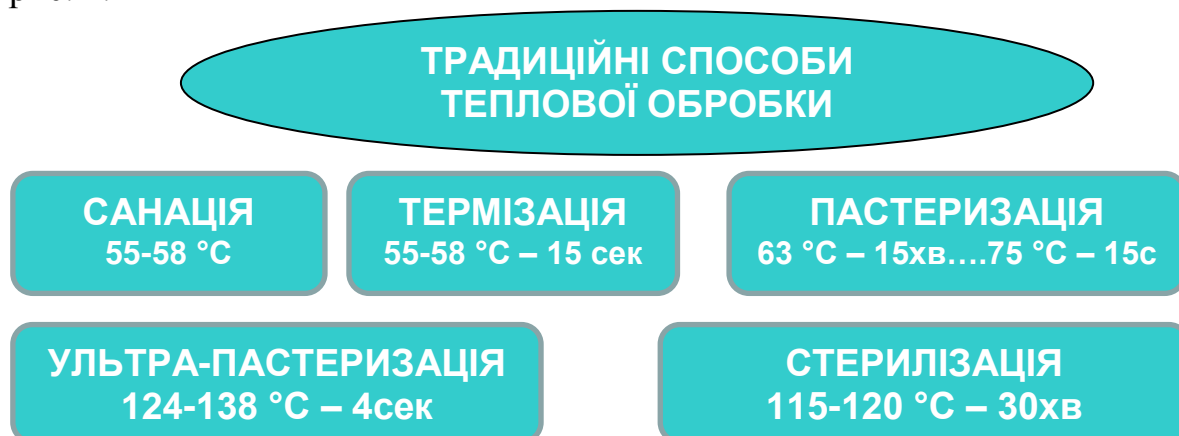 ТРАДИЦІЙНІ СПОСОБИ
ТЕПЛОВОЇ ОБРОБКИ
САНАЦІЯ
55-58 °С
ТЕРМІЗАЦІЯ
55-58 °С – 15 сек
ПАСТЕРИЗАЦІЯ
63 °С – 15хв….75 °С – 15с
УЛЬТРА-ПАСТЕРИЗАЦІЯ
124-138 °С – 4сек
СТЕРИЛІЗАЦІЯ
115-120 °С – 30хв